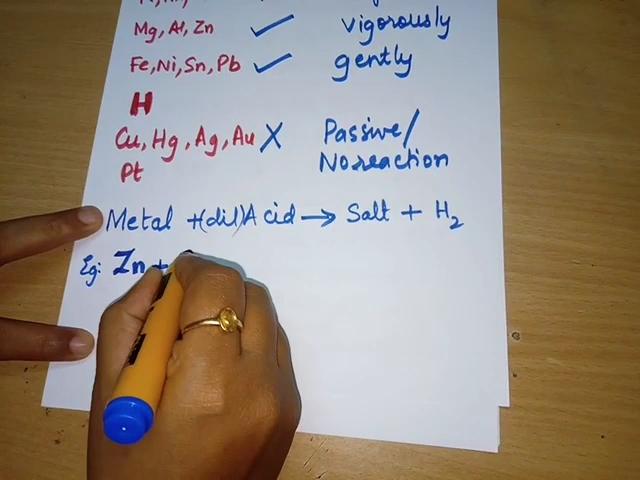 Mg, Al, Zn ✓ vigorously
Fe, Ni, Sn, Pb ✓ gently
H
Cu, Hg, Ag, Au X Passive/
Pt No reaction
Metal +(dil)Acid → Salt + H₂
Eg: Zn +